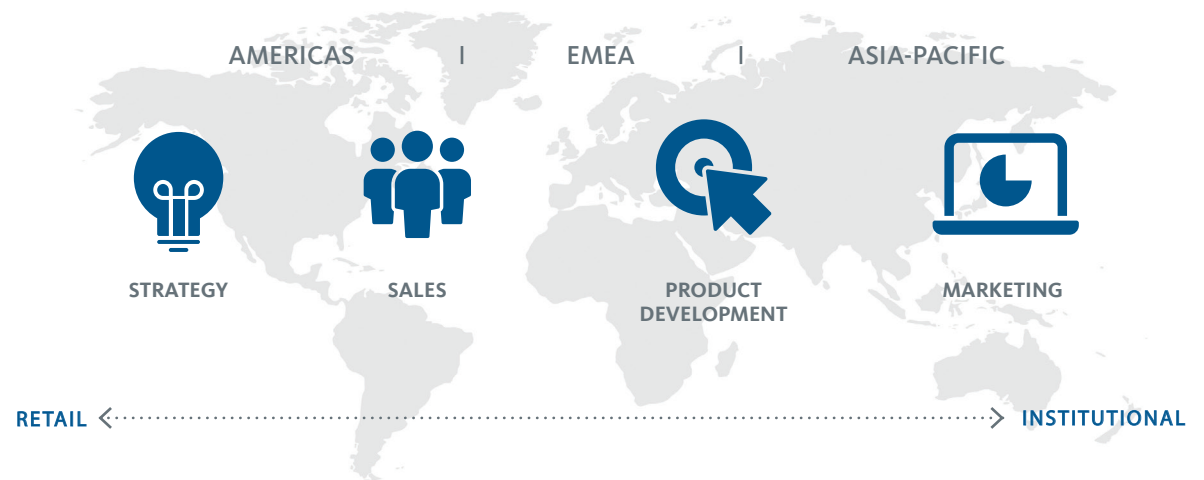 AMERICAS | EMEA | ASIA-PACIFIC
STRATEGY
SALES
PRODUCT
DEVELOPMENT
MARKETING
RETAIL
INSTITUTIONAL